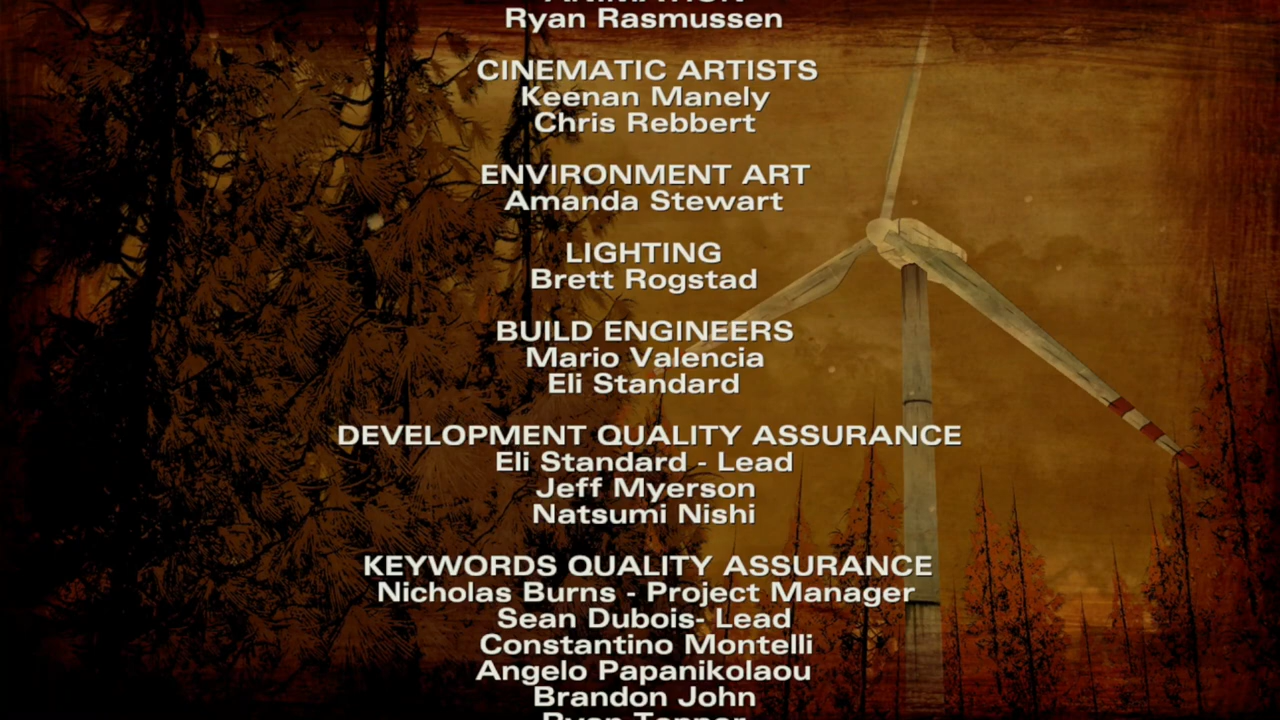 ANIMATION
Ryan Rasmussen
CINEMATIC ARTISTS
Keenan Manely
Chris Rebbert
ENVIRONMENT ART
Amanda Stewart
LIGHTING
Brett Rogstad
BUILD ENGINEERS
Mario Valencia
Eli Standard
DEVELOPMENT QUALITY ASSURANCE
Eli Standard - Lead
Jeff Myerson
Natsumi Nishi
KEYWORDS QUALITY ASSURANCE
Nicholas Burns - Project Manager
Sean Dubois- Lead
Constantino Montelli
Angelo Papanikolaou
Brandon John
Ryan